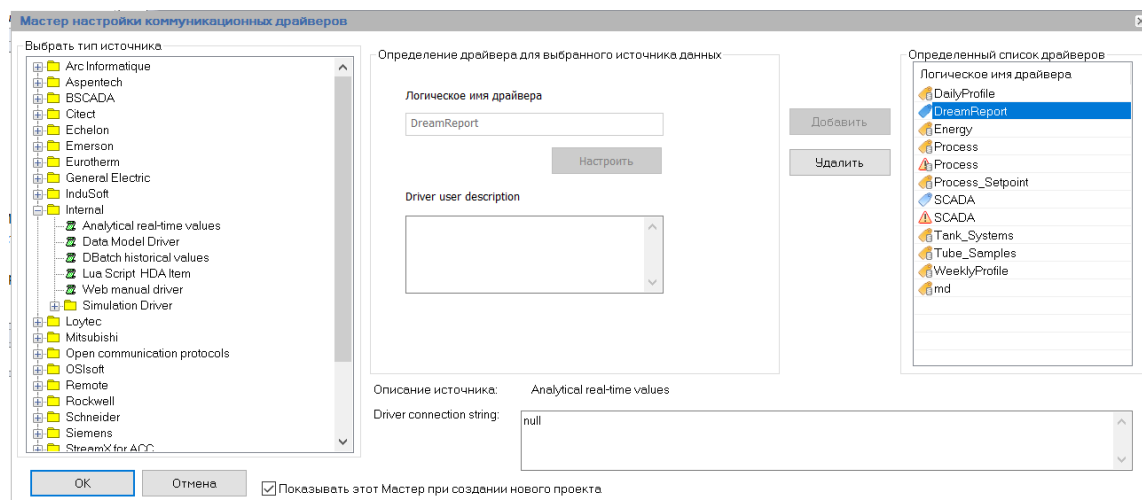 Мастер настройки коммуникационных драйверов
Выбрать тип источника
Arc Informatique
Aspentech
BSCADA
Citect
Echelon
Emerson
Eurotherm
General Electric
InduSoft
Internal
Analytical real-time values
Data Model Driver
DBatch historical values
Lua Script HDA Item
Web manual driver
Simulation Driver
Loytec
Mitsubishi
Open communication protocols
OSIsoft
Remote
Rockwell
Schneider
Siemens
StreamX for ACC
Определение драйвера для выбранного источника данных
Логическое имя драйвера
DreamReport
Настроить
Driver user description
Добавить
Удалить
Определенный список драйверов
Логическое имя драйвера
DailyProfile
DreamReport
Energy
Process
Process
Process_Setpoint
SCADA
SCADA
Tank_Systems
Tube_Samples
WeeklyProfile
md
Описание источника: Analytical real-time values
Driver connection string: null
OK
Отмена
Показывать этот Мастер при создании нового проекта